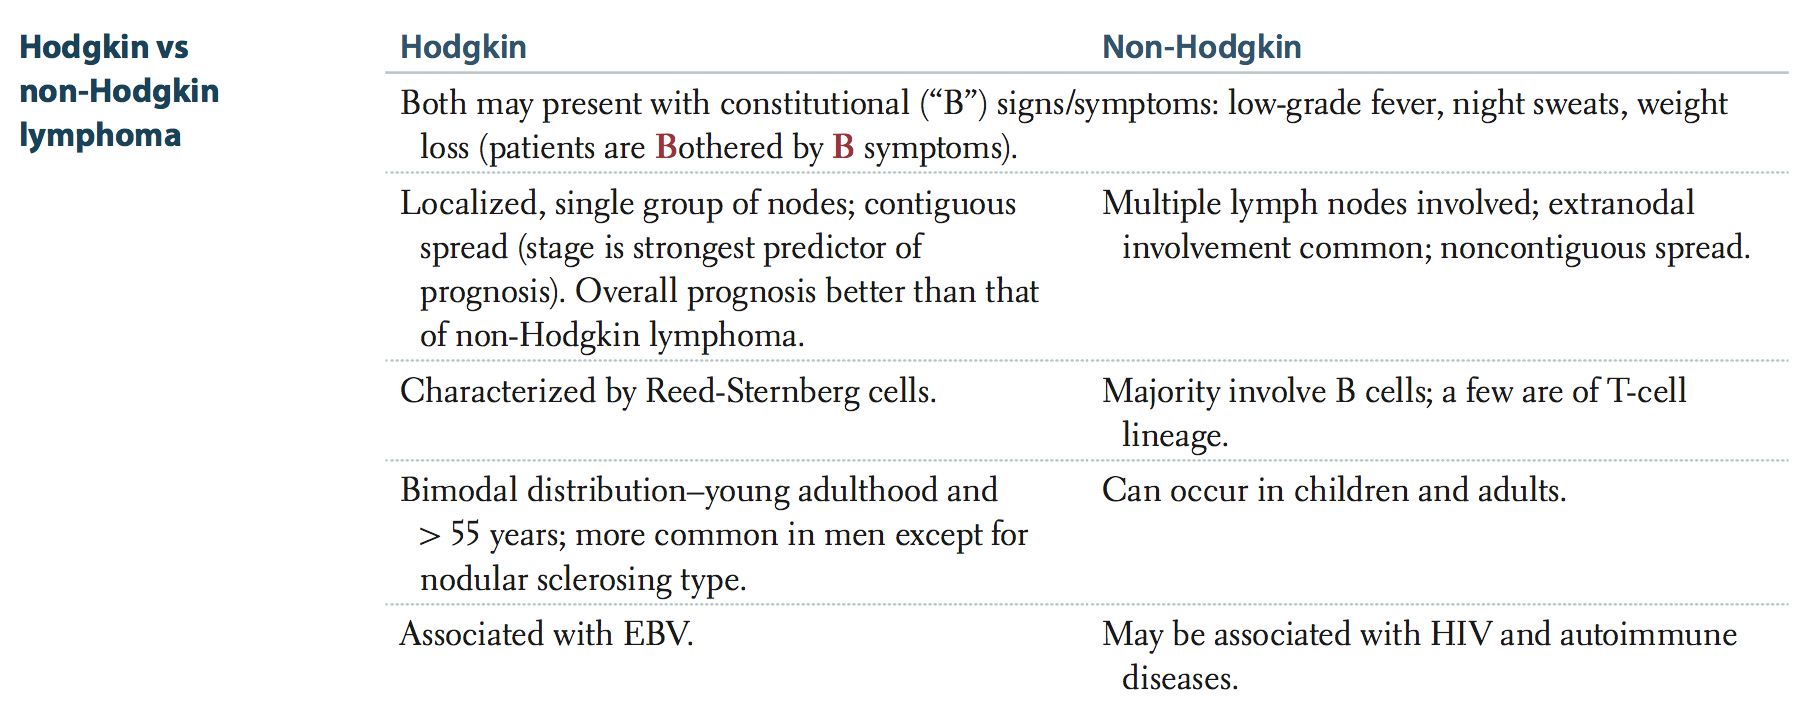 Hodgkin vs
non-Hodgkin
lymphoma
Hodgkin
Non-Hodgkin
Both may present with constitutional (“B”) signs/symptoms: low-grade fever, night sweats, weight
loss (patients are Bothered by B symptoms).
Localized, single group of nodes; contiguous
spread (stage is strongest predictor of
prognosis). Overall prognosis better than that
of non-Hodgkin lymphoma.
Multiple lymph nodes involved; extranodal
involvement common; noncontiguous spread.
Characterized by Reed-Sternberg cells.
Majority involve B cells; a few are of T-cell
lineage.
Bimodal distribution–young adulthood and
> 55 years; more common in men except for
nodular sclerosing type.
Can occur in children and adults.
Associated with EBV.
May be associated with HIV and autoimmune
diseases.